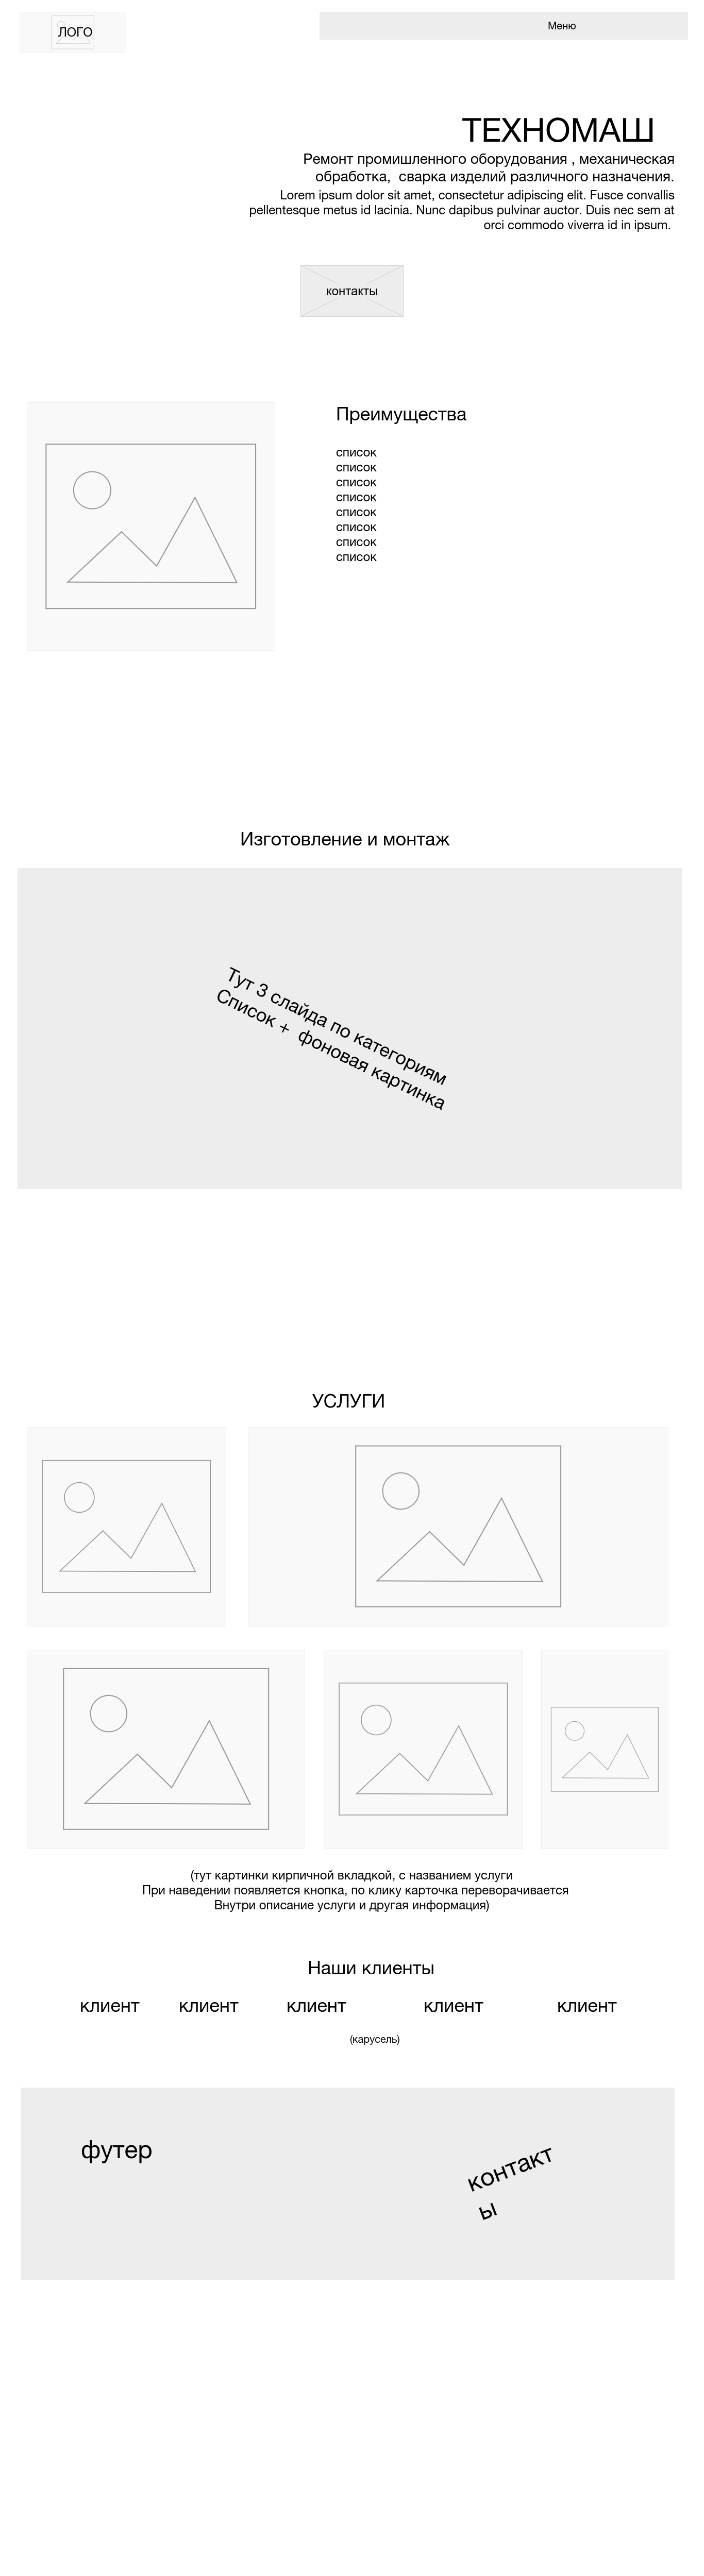 ЛОГО
Меню
ТЕХНОМАШ
Ремонт промишленного оборудования , механическая
обработка,  сварка изделий различного назначения.
Lorem ipsum dolor sit amet, consectetur adipiscing elit. Fusce convallis
pellentesque metus id lacinia. Nunc dapibus pulvinar auctor. Duis nec sem at
orci commodo viverra id in ipsum.
контакты
Преимущества
список
список
список
список
список
список
список
список
Изготовление и монтаж
Тут 3 слайда по категориям
Список +  фоновая картинка
УСЛУГИ
(тут картинки кирпичной вкладкой, с названием услуги
При наведении появляется кнопка, по клику карточка переворачивается
Внутри описание услуги и другая информация)
Наши клиенты
клиент клиент клиент клиент клиент
(карусель)
футер
контакт
ы